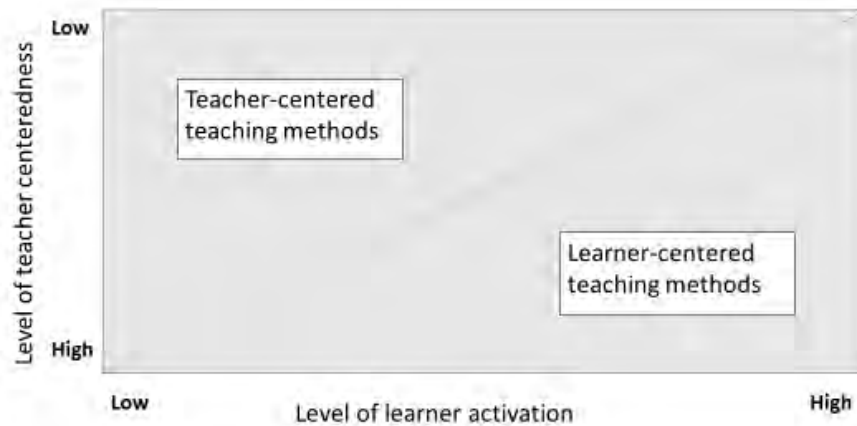 Low
Level of teacher centeredness
Teacher-centered
teaching methods
Learner-centered
teaching methods
High
Low
Level of learner activation
High